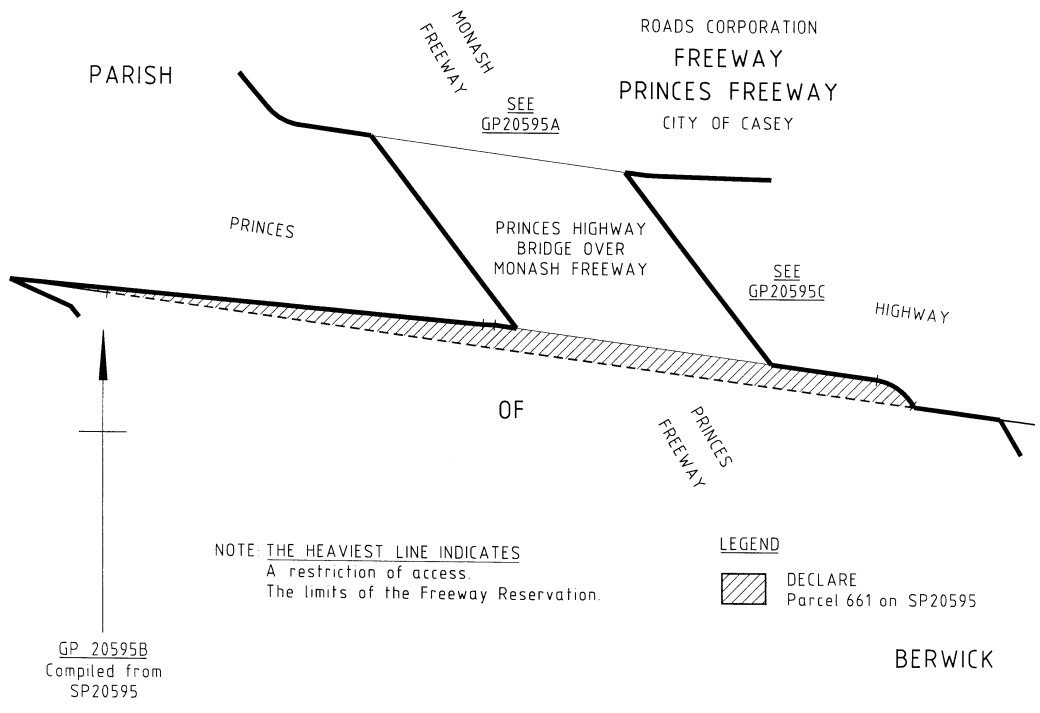 MONASH
FREEWAY
ROADS CORPORATION
FREEWAY
PRINCES FREEWAY
CITY OF CASEY
PARISH
SEE
GP20595A
PRINCES
PRINCES HIGHWAY
BRIDGE OVER
MONASH FREEWAY
SEE
GP20595C
HIGHWAY
OF
PRINCES
FREEWAY
NOTE: THE HEAVIEST LINE INDICATES
A restriction of access.
The limits of the Freeway Reservation.
LEGEND
DECLARE
Parcel 661 on SP20595
GP 20595B
Compiled from
SP20595
BERWICK